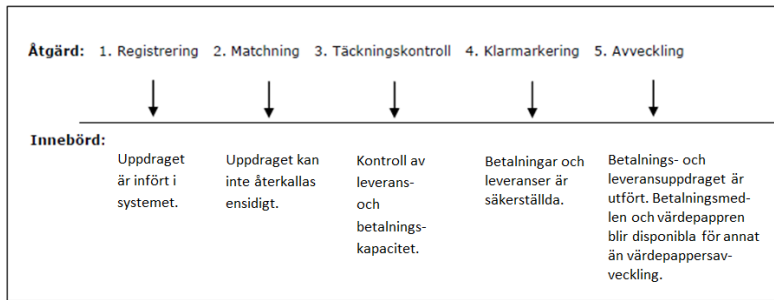 Åtgärd: 1. Registrering 2. Matchning 3. Täckningskontroll 4. Klarmarkering 5. Avveckling
Innebörd:
Uppdraget
är infört i
systemet.
Uppdraget kan
inte återkallas
ensidigt.
Kontroll av
leverans-
och
betalnings-
kapacitet.
Betalningar och
leveranser är
säkerställda.
Betalnings- och
leveransuppdraget är
utfört. Betalningsmed-
len och värdepappren
blir disponibla för annat
än värdepappersav-
veckling.